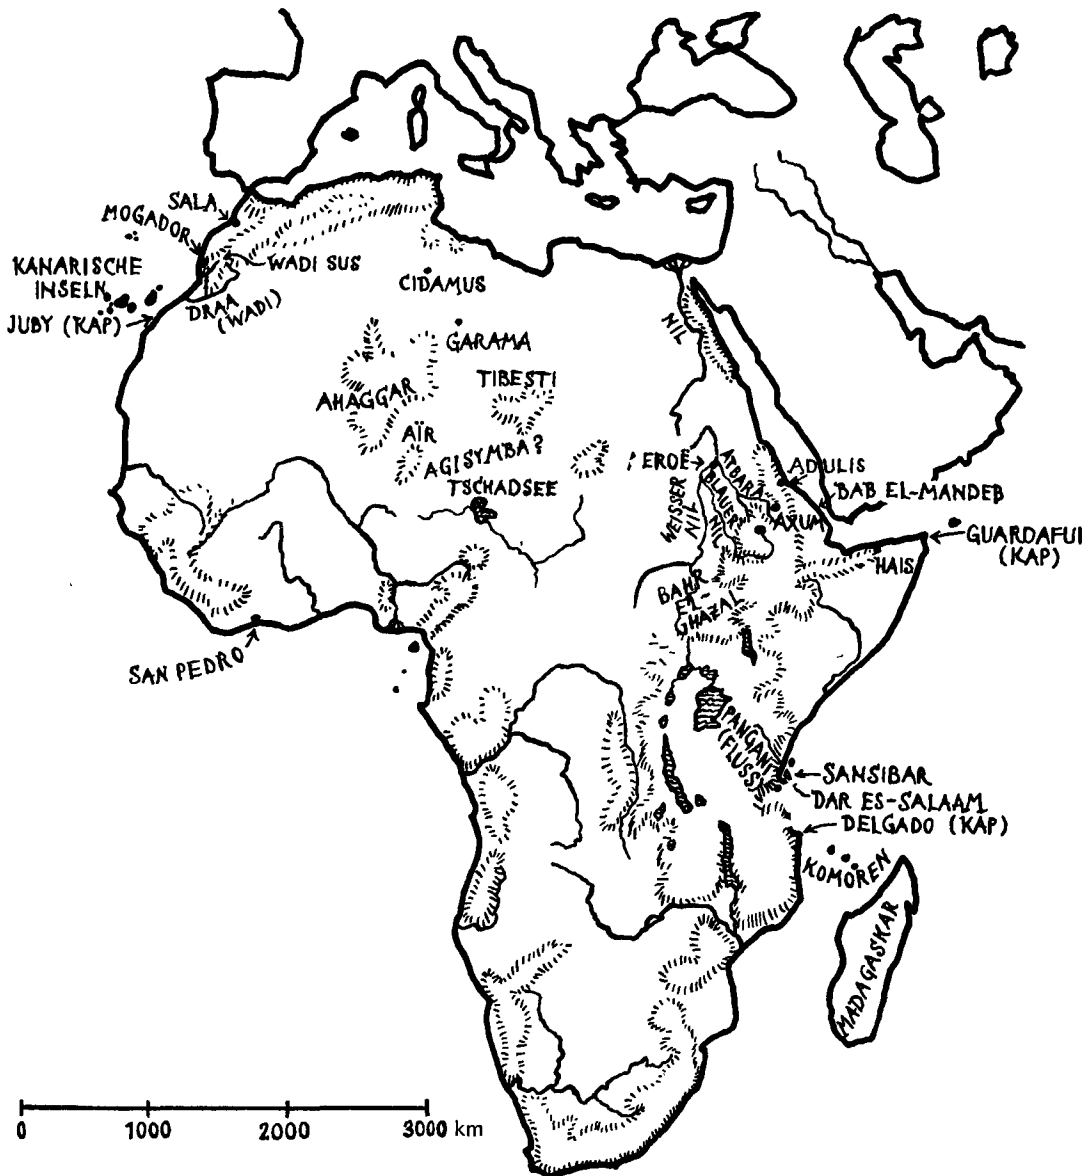 SALA
MOGADOR
WADI SUS
KANARISCHE
INSELN
CIDAMUS
DRAA
(WADI)
JUBY (KAP)
NIL
GARAMA
TIBESTI
AHAGGAR
AÏR
AGISYMBA?
TSCHADSEE
EROË
ATBARA
ADULIS
BAB EL-MANDEB
WEISSER
NIL
BLAUER
NIL
AXUM
GUARDAFUI
(KAP)
HAIS
BAHR
EL-
GHAZAL
SAN PEDRO
PANGANI
(FLUSS)
SANSIBAR
DAR ES-SALAAM
DELGADO (KAP)
KOMOREN
MADAGASKAR
0 1000 2000 3000 km